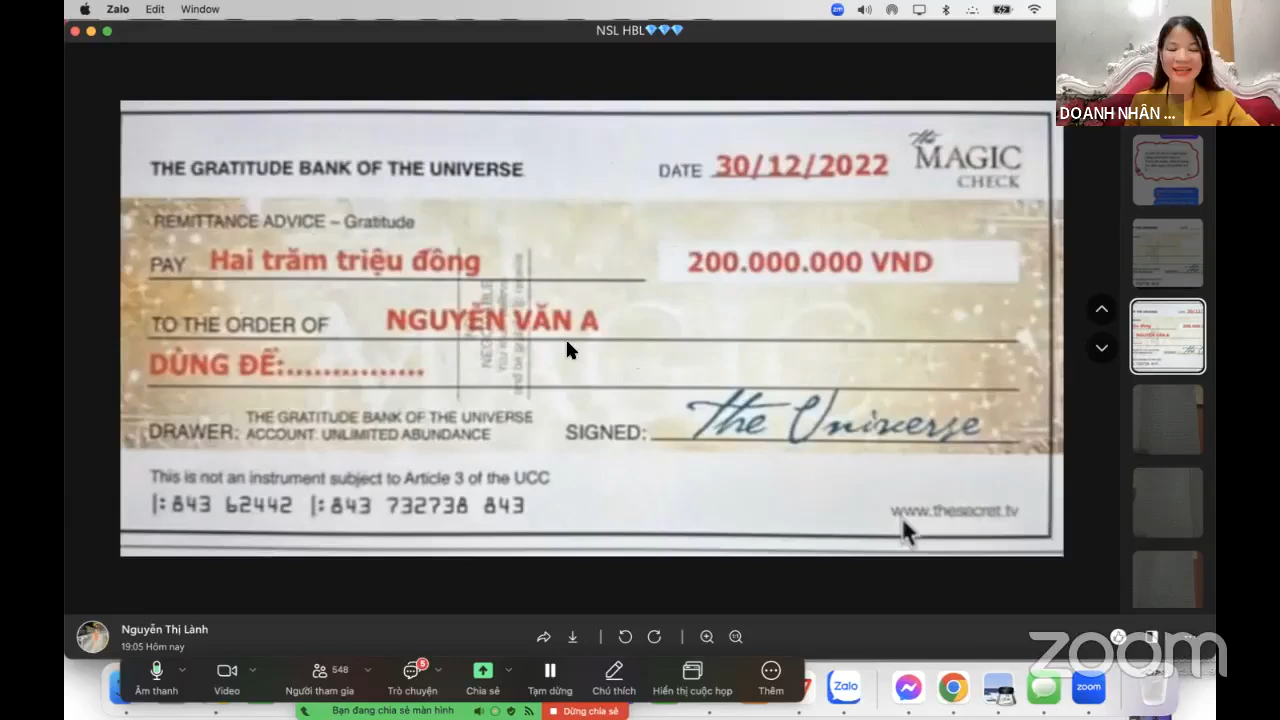 Zalo Edit Window
NSL HBL💎💎💎
DOANH NHÂN ...
THE GRATITUDE BANK OF THE UNIVERSE
DATE 30/12/2022
the MAGIC CHECK
REMITTANCE ADVICE – Gratitude
PAY Hai trăm triệu đồng 200.000.000 VND
TO THE ORDER OF NGUYỄN VĂN A
DÙNG ĐỂ:...............
DRAWER: THE GRATITUDE BANK OF THE UNIVERSE
ACCOUNT: UNLIMITED ABUNDANCE
SIGNED: The Universe
This is not an instrument subject to Article 3 of the UCC
|:843 62442 |:843 732738 843
www.thesecret.tv
Nguyễn Thị Lành
19:05 Hôm nay
zoom
548
5
Âm thanh Video Người tham gia Trò chuyện Chia sẻ Tạm dừng Chú thích Hiển thị cuộc họp Thêm
Zalo
zoom
Bạn đang chia sẻ màn hình Dừng chia sẻ